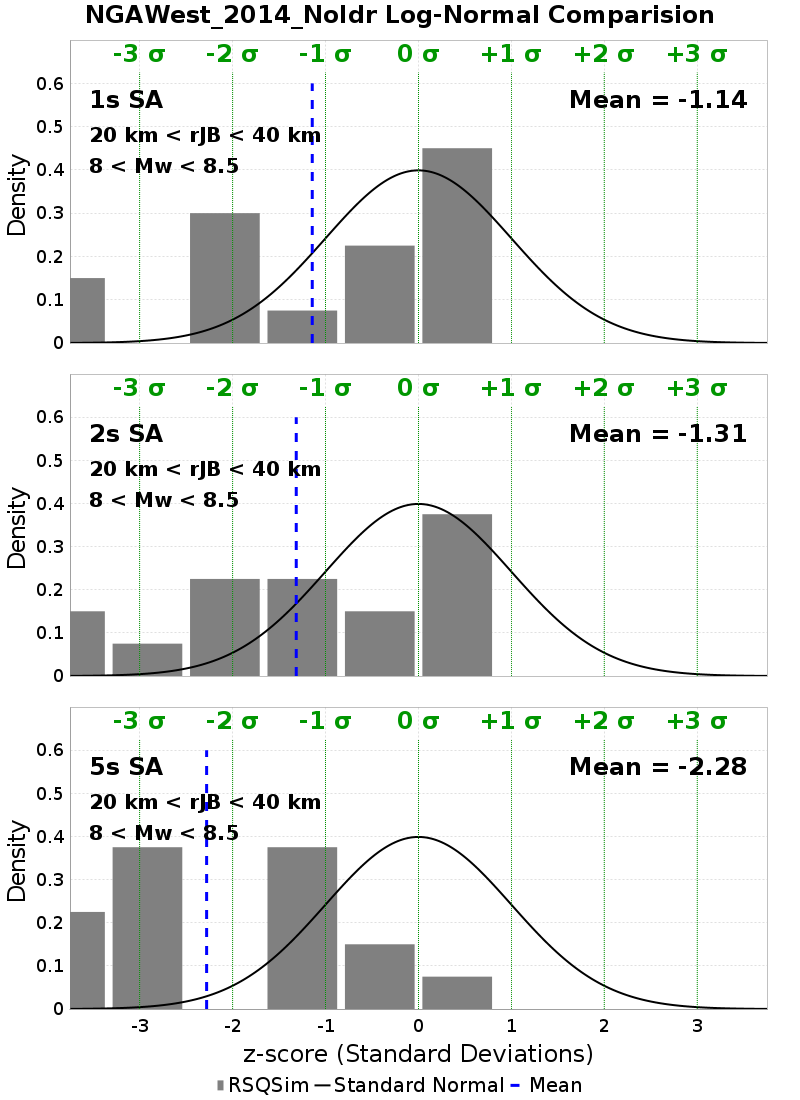 NGAWest_2014_NoIdr Log-Normal Comparision
-3 σ -2 σ -1 σ 0 σ +1 σ +2 σ +3 σ
0.6
1s SA Mean = -1.14
0.5
20 km < rJB < 40 km
8 < Mw < 8.5
0.4
Density
0.3
0.2
0.1
0
-3 σ -2 σ -1 σ 0 σ +1 σ +2 σ +3 σ
0.6
2s SA Mean = -1.31
0.5
20 km < rJB < 40 km
8 < Mw < 8.5
0.4
Density
0.3
0.2
0.1
0
-3 σ -2 σ -1 σ 0 σ +1 σ +2 σ +3 σ
0.6
5s SA Mean = -2.28
0.5
20 km < rJB < 40 km
8 < Mw < 8.5
0.4
Density
0.3
0.2
0.1
0
-3 -2 -1 0 1 2 3
z-score (Standard Deviations)
RSQSim Standard Normal Mean